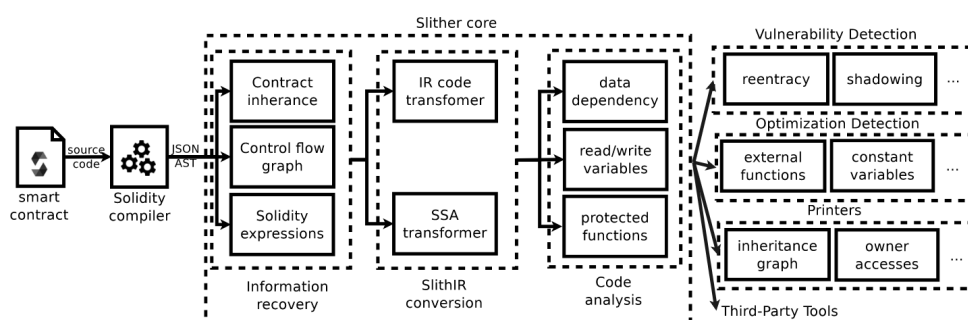 Slither core
smart
contract
source
code
Solidity
compiler
JSON
AST
Contract
inherance
Control flow
graph
Solidity
expressions
Information
recovery
IR code
transfomer
SSA
transformer
SlithIR
conversion
data
dependency
read/write
variables
protected
functions
Code
analysis
Vulnerability Detection
reentracy
shadowing
...
Optimization Detection
external
functions
constant
variables
...
Printers
inheritance
graph
owner
accesses
...
Third-Party Tools